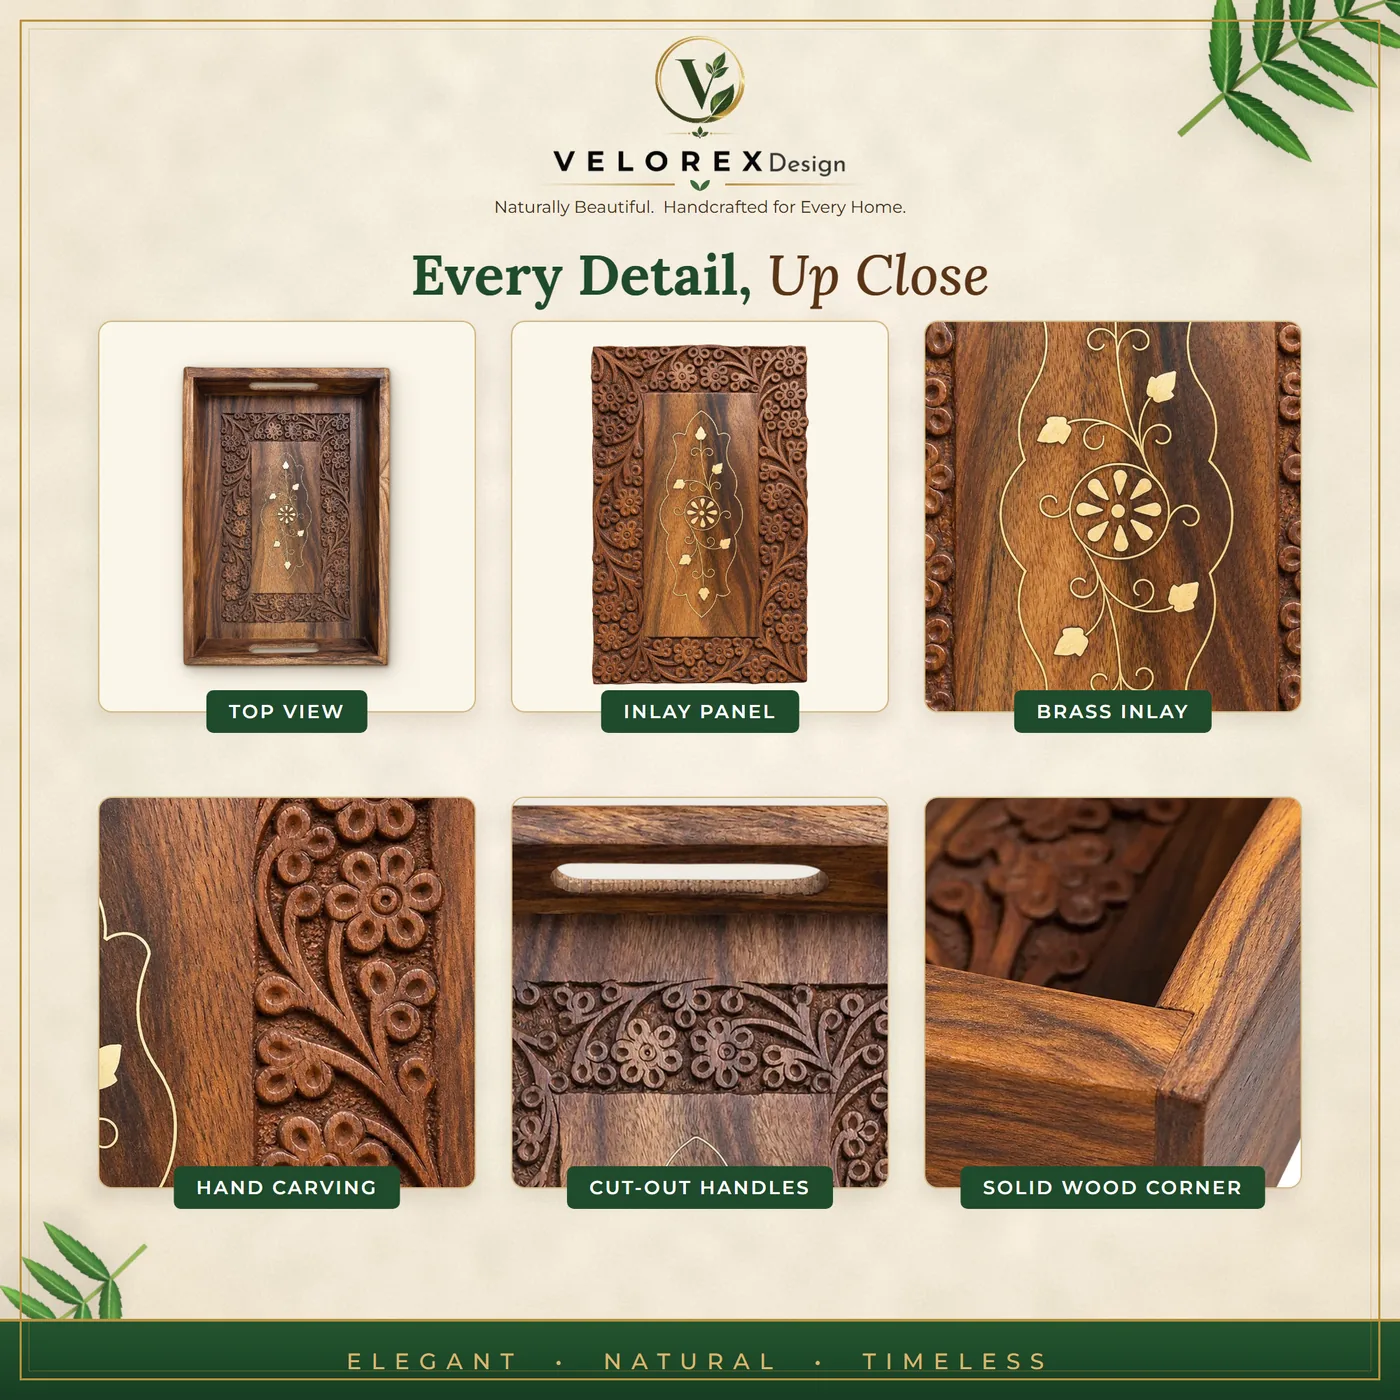 V
VELOREX Design
Naturally Beautiful. Handcrafted for Every Home.
Every Detail, Up Close
TOP VIEW
INLAY PANEL
BRASS INLAY
HAND CARVING
CUT-OUT HANDLES
SOLID WOOD CORNER
ELEGANT • NATURAL • TIMELESS